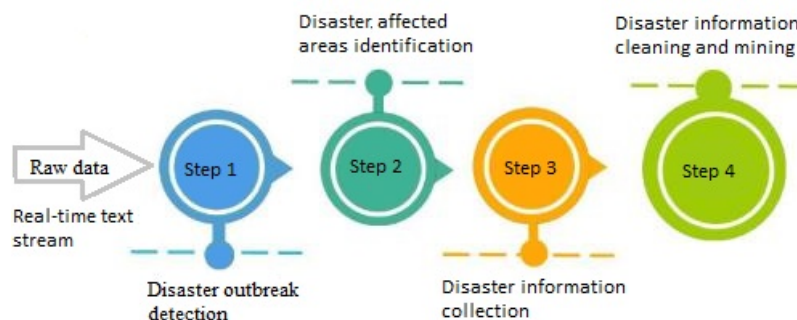 Disaster. affected
areas identification
Disaster information
cleaning and mining
Raw data
Step 1
Step 2
Step 3
Step 4
Real-time text
stream
Disaster outbreak
detection
Disaster information
collection